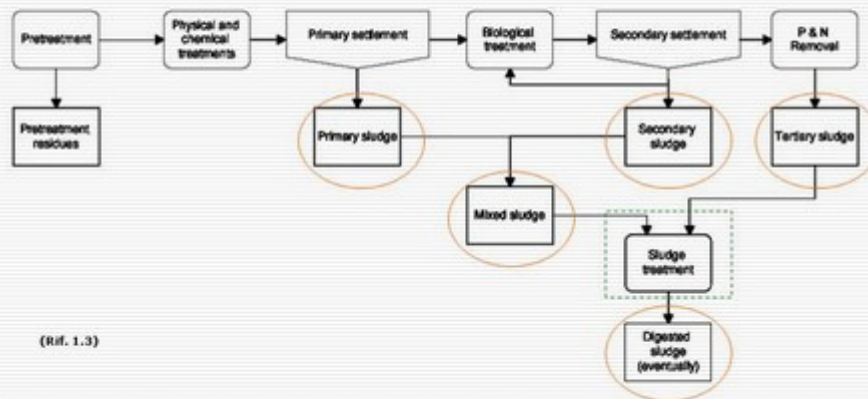 Pretreatment
Physical and
chemical
treatments
Primary settlement
Biological
treatment
Secondary settlement
P & N
Removal
Pretreatment
residues
Primary sludge
Secondary
sludge
Tertiary sludge
Mixed sludge
Sludge
treatment
Digested
sludge
(eventually)
(Rif. 1.3)